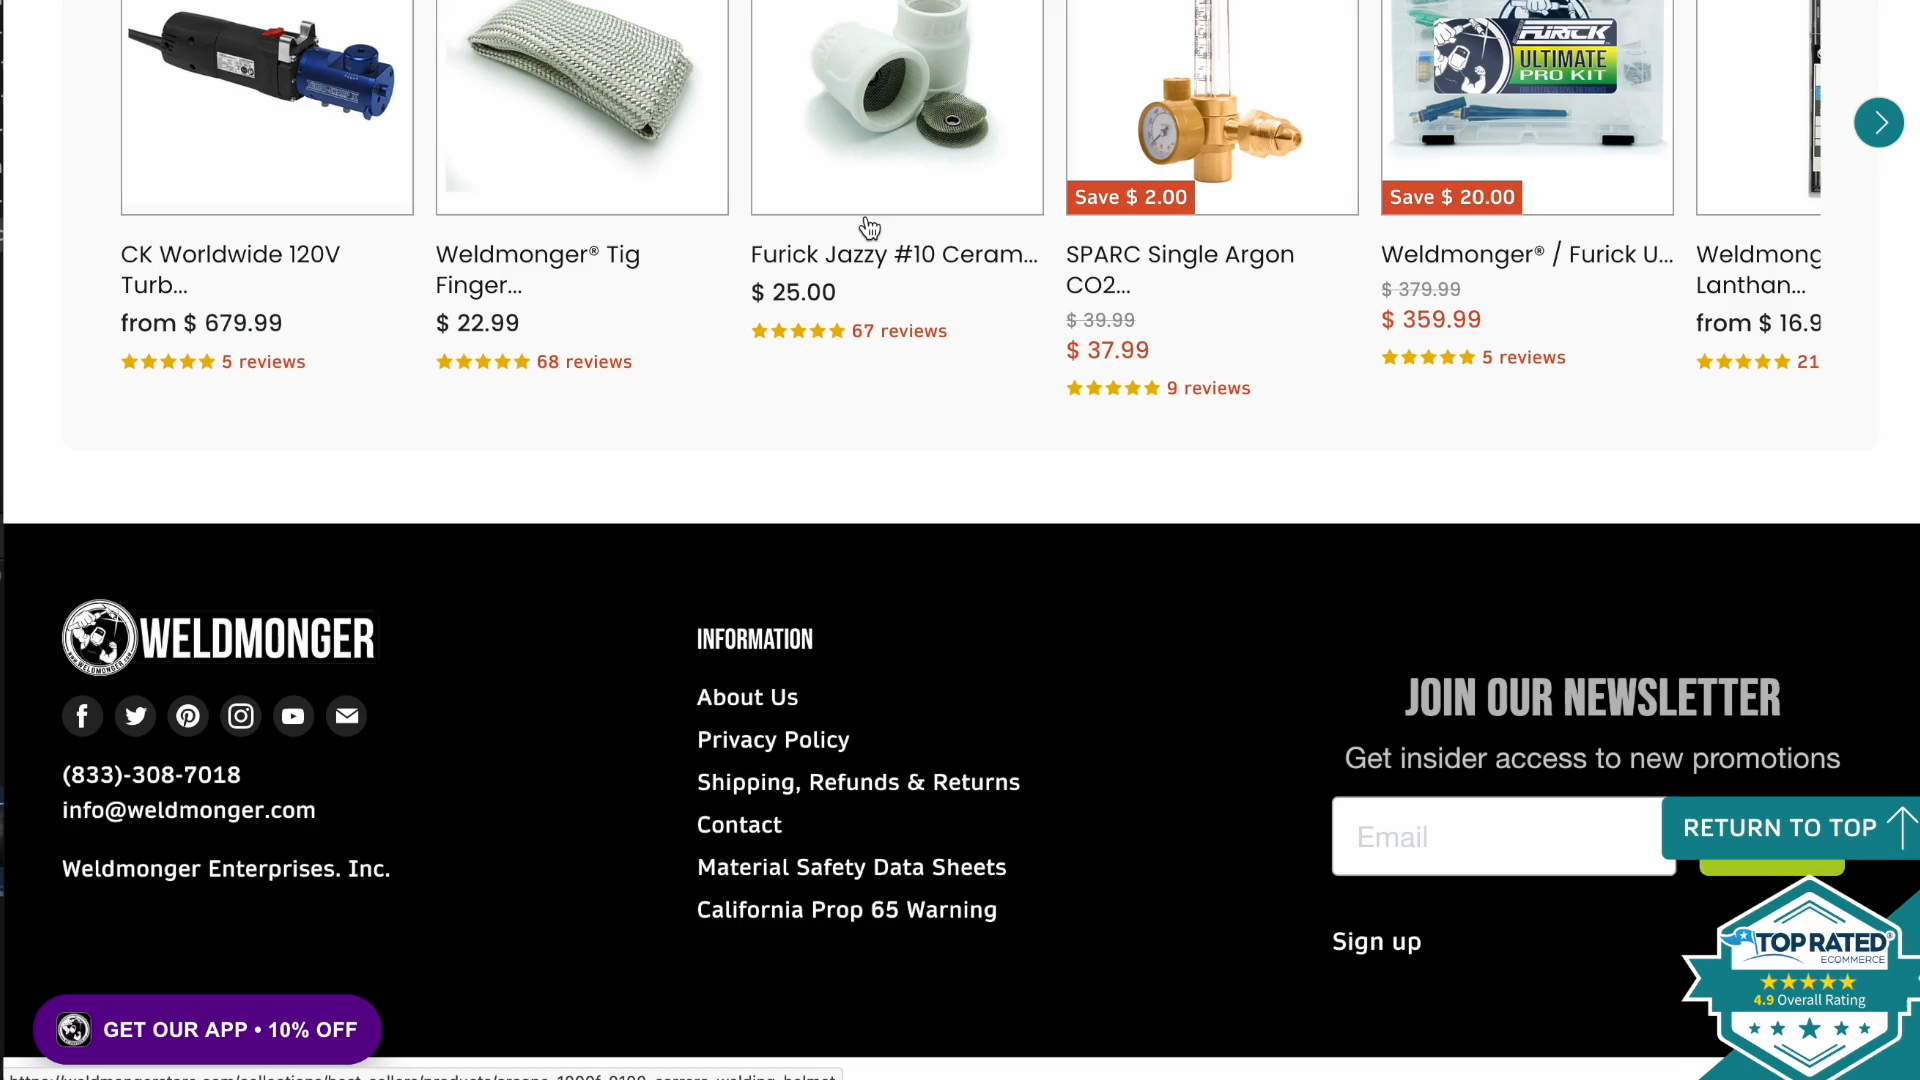 FURICK
ULTIMATE
PRO KIT
Save $ 2.00
Save $ 20.00
CK Worldwide 120V
Turb...
from $ 679.99
5 reviews
Weldmonger® Tig
Finger...
$ 22.99
68 reviews
Furick Jazzy #10 Ceram...
$ 25.00
67 reviews
SPARC Single Argon
CO2...
$ 39.99
$ 37.99
9 reviews
Weldmonger® / Furick U...
$ 379.99
$ 359.99
5 reviews
Weldmong
Lanthan...
from $ 16.9
21
WELDMONGER
(833)-308-7018
info@weldmonger.com
Weldmonger Enterprises. Inc.
INFORMATION
About Us
Privacy Policy
Shipping, Refunds & Returns
Contact
Material Safety Data Sheets
California Prop 65 Warning
JOIN OUR NEWSLETTER
Get insider access to new promotions
Email
RETURN TO TOP
Sign up
TOP RATED
ECOMMERCE
4.9 Overall Rating
GET OUR APP • 10% OFF